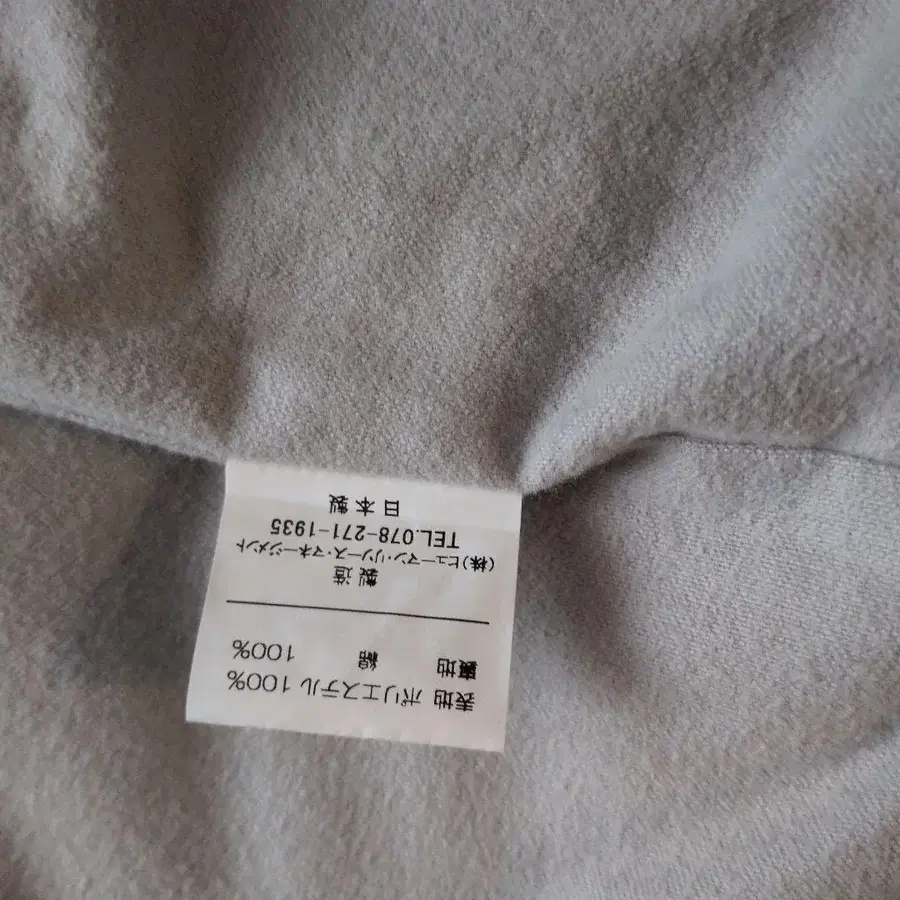 表地 ポリエステル 100%
裏地 綿 100%
製造
(株)ヒューマン・リソース・マネージメント
TEL.078-271-1935
日本製